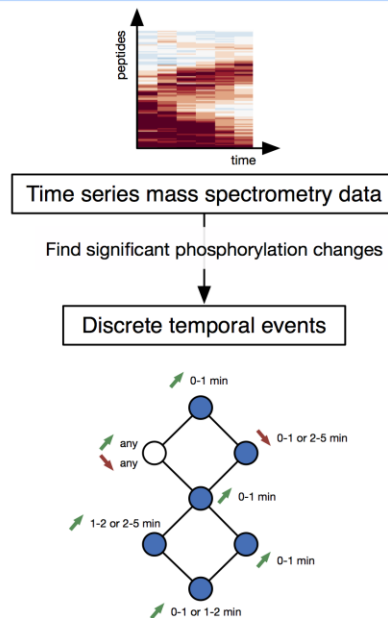 peptides
time
Time series mass spectrometry data
Find significant phosphorylation changes
Discrete temporal events
0-1 min
any
any
0-1 or 2-5 min
0-1 min
1-2 or 2-5 min
0-1 min
0-1 or 1-2 min